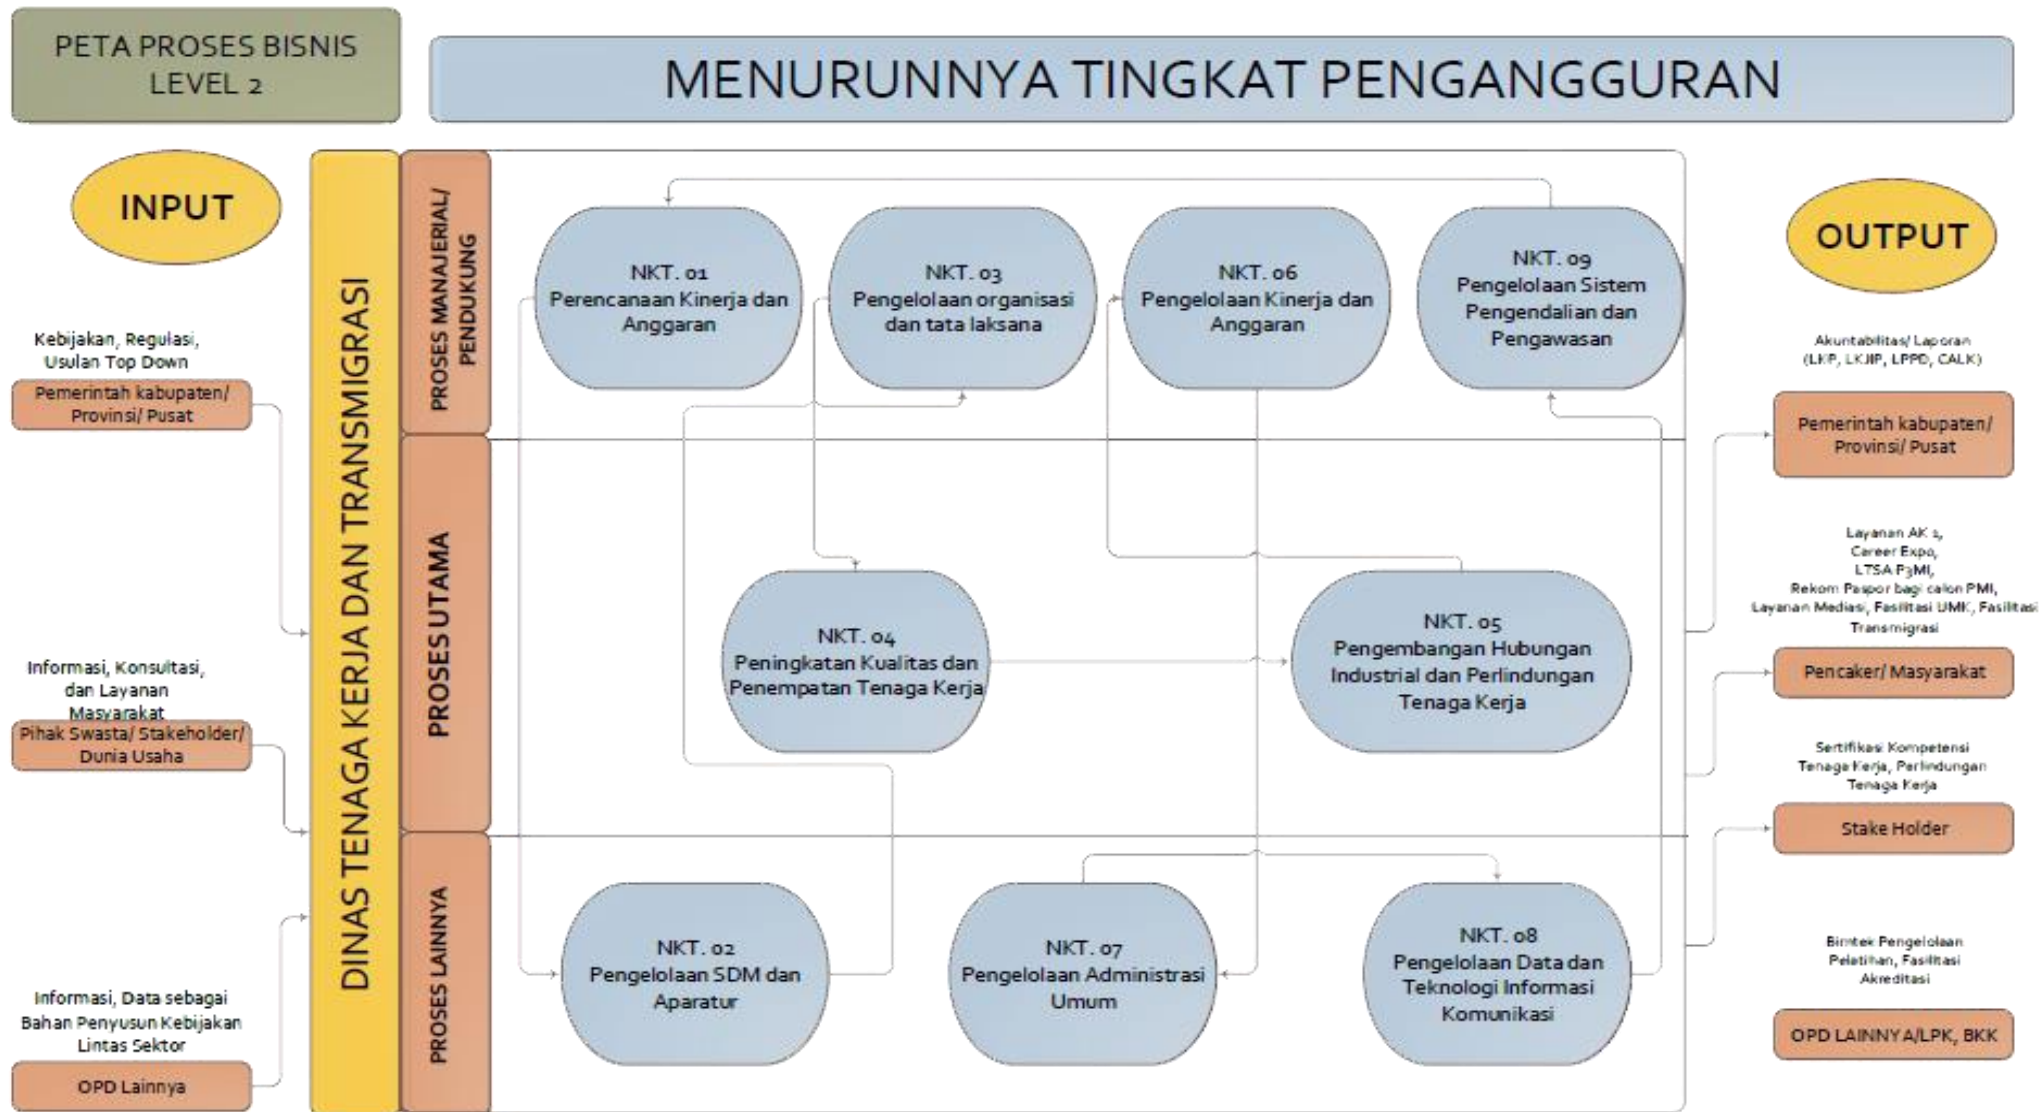 PETA PROSES BISNIS
LEVEL 2
MENURUNNYA TINGKAT PENGANGGURAN
INPUT
Kebijakan, Regulasi,
Usulan Top Down
Pemerintah kabupaten/
Provinsi/ Pusat
Informasi, Konsultasi,
dan Layanan
Masyarakat
Pihak Swasta/ Stakeholder/
Dunia Usaha
Informasi, Data sebagai
Bahan Penyusun Kebijakan
Lintas Sektor
OPD Lainnya
DINAS TENAGA KERJA DAN TRANSMIGRASI
PROSES MANAJERIAL/
PENDUKUNG
NKT. 01
Perencanaan Kinerja dan
Anggaran
NKT. 03
Pengelolaan organisasi
dan tata laksana
NKT. 06
Pengelolaan Kinerja dan
Anggaran
NKT. 09
Pengelolaan Sistem
Pengendalian dan
Pengawasan
PROSES UTAMA
NKT. 04
Peningkatan Kualitas dan
Penempatan Tenaga Kerja
NKT. 05
Pengembangan Hubungan
Industrial dan Perlindungan
Tenaga Kerja
PROSES LAINNYA
NKT. 02
Pengelolaan SDM dan
Aparatur
NKT. 07
Pengelolaan Administrasi
Umum
NKT. 08
Pengelolaan Data dan
Teknologi Informasi
Komunikasi
OUTPUT
Akuntabilitas/ Laporan
(LKP, LKJIP, LPPD, CALK)
Pemerintah kabupaten/
Provinsi/ Pusat
Layanan AK 1,
Career Expo,
LTSA P3MI,
Rekom Paspor bagi calon PMI,
Layanan Mediasi, Fasilitasi UMK, Fasilitasi
Transmigrasi
Pencaker/ Masyarakat
Sertifikasi Kompetensi
Tenaga Kerja, Perlindungan
Tenaga Kerja
Stake Holder
Bimtek Pengelolaan
Pelatihan, Fasilitasi
Akreditasi
OPD LAINNYA/LPK, BKK